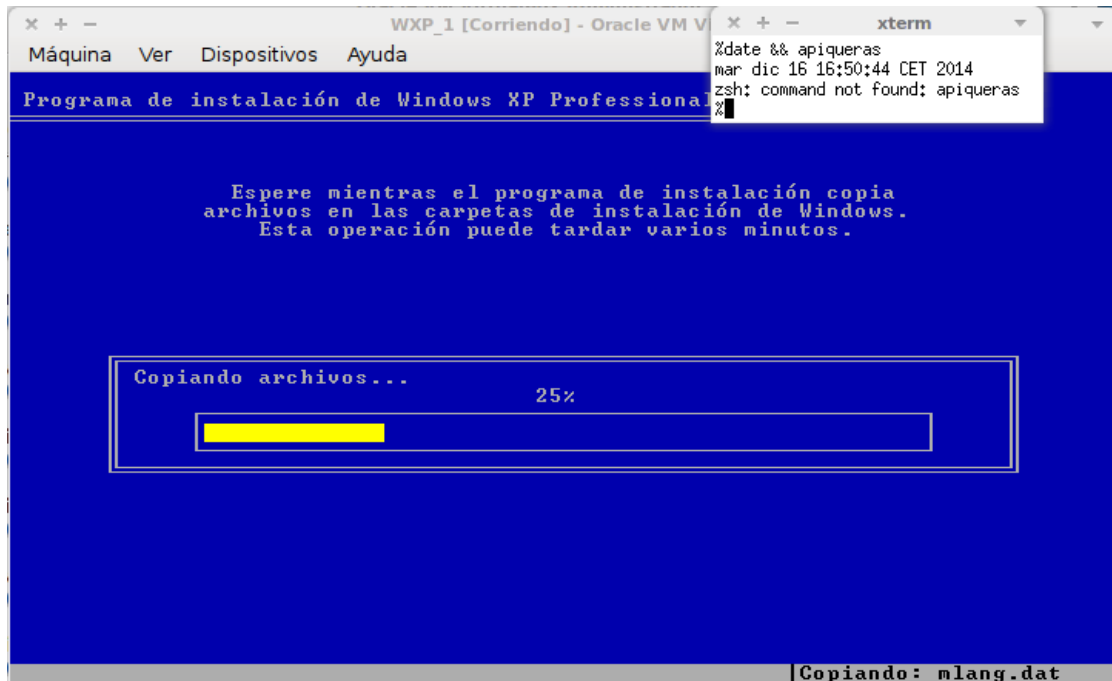 WXP_1 [Corriendo] - Oracle VM V
Máquina Ver Dispositivos Ayuda
xterm
%date && apiqueras
mar dic 16 16:50:44 CET 2014
zsh: command not found: apiqueras
%
Programa de instalación de Windows XP Professional
Espere mientras el programa de instalación copia
archivos en las carpetas de instalación de Windows.
Esta operación puede tardar varios minutos.
Copiando archivos...
25%
Copiando: mlang.dat